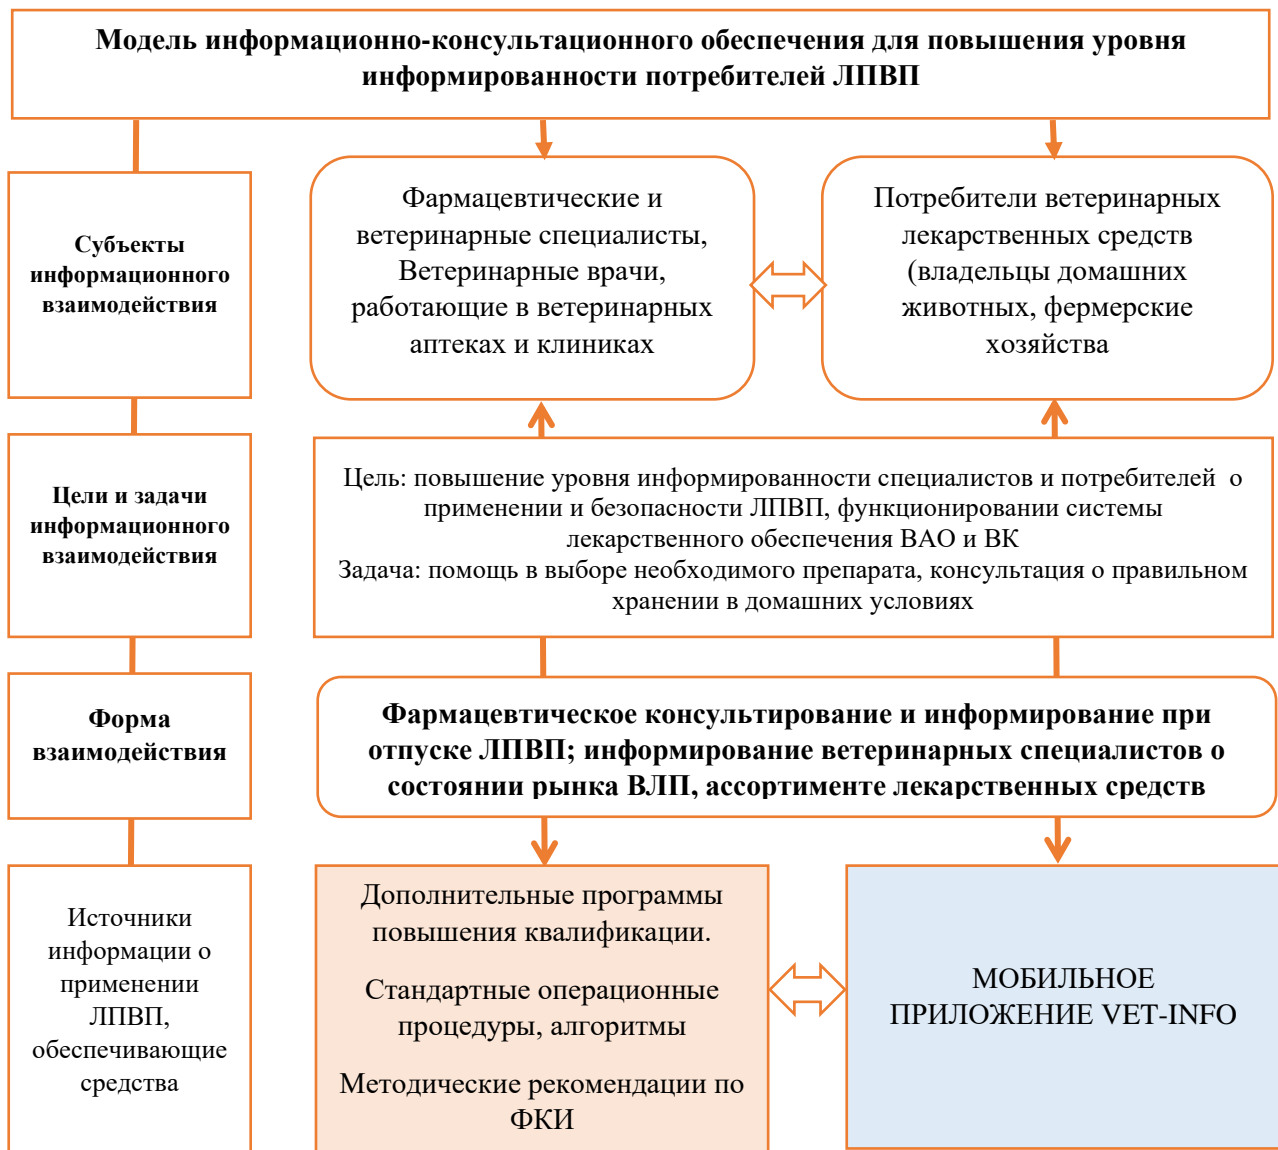 Модель информационно-консультационного обеспечения для повышения уровня
информированности потребителей ЛПВП
Субъекты
информационного
взаимодействия
Фармацевтические и
ветеринарные специалисты,
Ветеринарные врачи,
работающие в ветеринарных
аптеках и клиниках
Потребители ветеринарных
лекарственных средств
(владельцы домашних
животных, фермерские
хозяйства
Цели и задачи
информационного
взаимодействия
Цель: повышение уровня информированности специалистов и потребителей о
применении и безопасности ЛПВП, функционировании системы
лекарственного обеспечения ВАО и ВК
Задача: помощь в выборе необходимого препарата, консультация о правильном
хранении в домашних условиях
Форма
взаимодействия
Фармацевтическое консультирование и информирование при
отпуске ЛПВП; информирование ветеринарных специалистов о
состоянии рынка ВЛП, ассортименте лекарственных средств
Источники
информации о
применении
ЛПВП,
обеспечивающие
средства
Дополнительные программы
повышения квалификации.
Стандартные операционные
процедуры, алгоритмы
Методические рекомендации по
ФКИ
МОБИЛЬНОЕ
ПРИЛОЖЕНИЕ VET-INFO